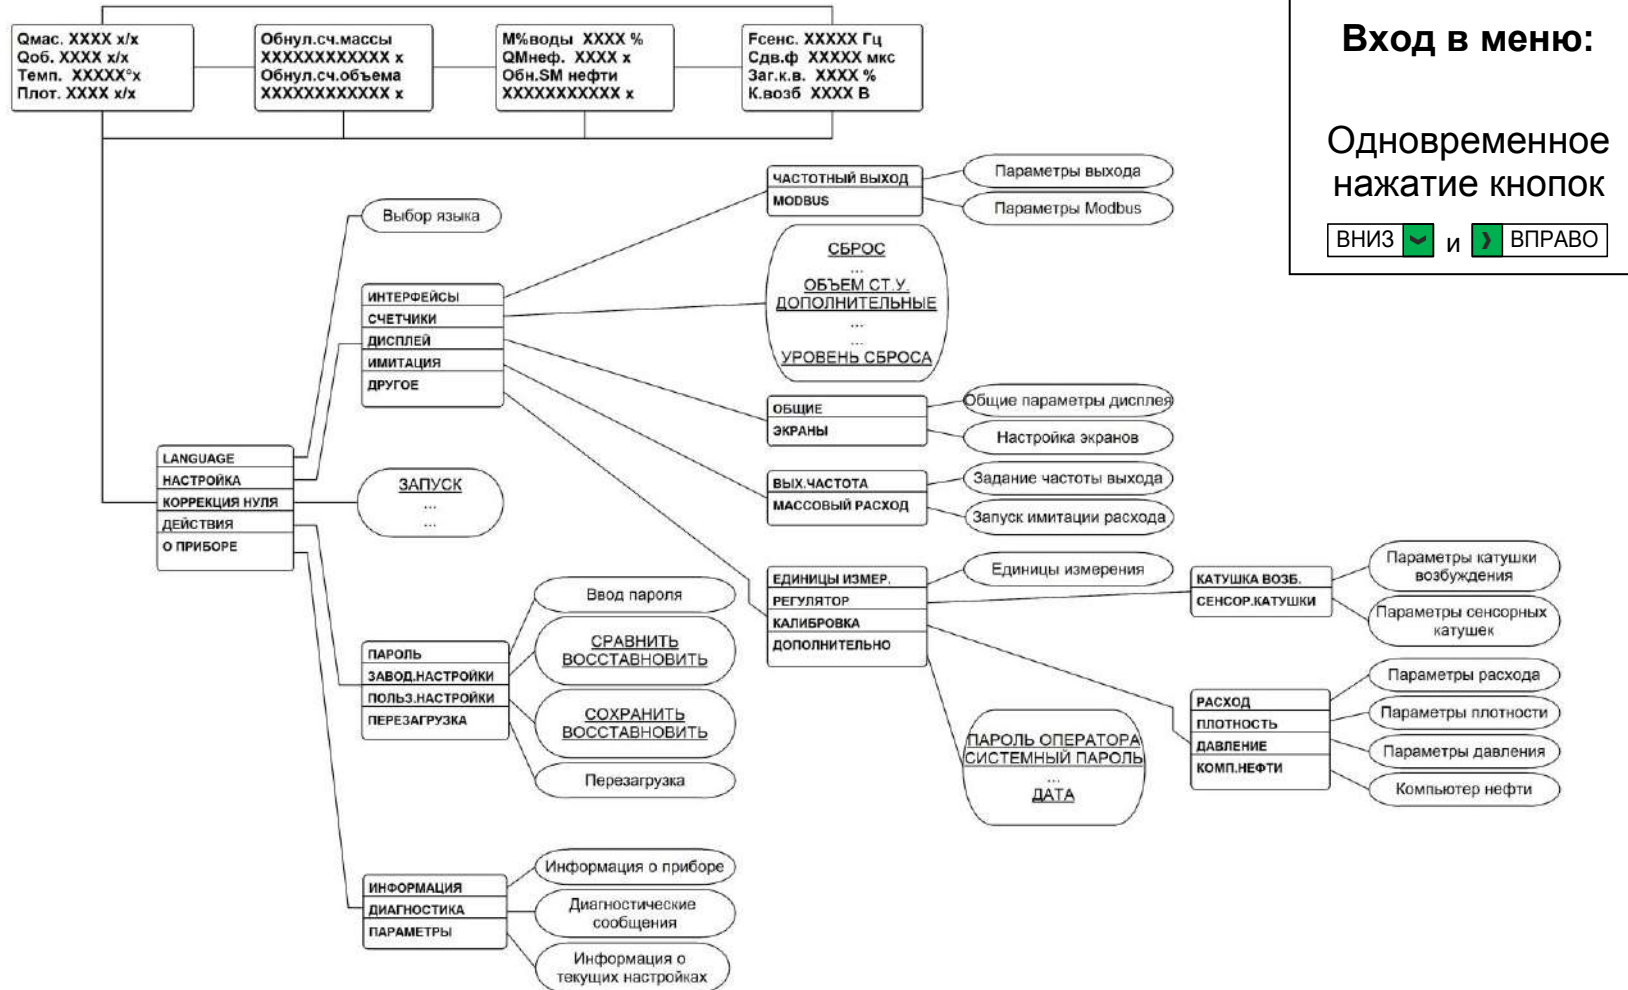 Qмас. XXXX x/x
Qоб. XXXX x/x
Темп. XXXXX°x
Плот. XXXX x/x
Обнул.сч.массы
XXXXXXXXXXXX x
Обнул.сч.объема
XXXXXXXXXXXX x
М%воды XXXX %
QМнеф. XXXX x
Обн.SM нефти
XXXXXXXXXXX x
Fсенс. XXXXX Гц
Сдв.ф XXXXX мкс
Заг.к.в. XXXX %
К.возб XXXX В
Вход в меню:
Одновременное
нажатие кнопок
ВНИЗ и ВПРАВО
Выбор языка
ИНТЕРФЕЙСЫ
СЧЕТЧИКИ
ДИСПЛЕЙ
ИМИТАЦИЯ
ДРУГОЕ
ЧАСТОТНЫЙ ВЫХОД
MODBUS
Параметры выхода
Параметры Modbus
СБРОС
...
ОБЪЕМ СТ.У.
ДОПОЛНИТЕЛЬНЫЕ
...
...
УРОВЕНЬ СБРОСА
ОБЩИЕ
ЭКРАНЫ
Общие параметры дисплея
Настройка экранов
LANGUAGE
НАСТРОЙКА
КОРРЕКЦИЯ НУЛЯ
ДЕЙСТВИЯ
О ПРИБОРЕ
ЗАПУСК
...
...
ВЫХ.ЧАСТОТА
МАССОВЫЙ РАСХОД
Задание частоты выхода
Запуск имитации расхода
ЕДИНИЦЫ ИЗМЕР.
РЕГУЛЯТОР
КАЛИБРОВКА
ДОПОЛНИТЕЛЬНО
Единицы измерения
КАТУШКА ВОЗБ.
СЕНСОР.КАТУШКИ
Параметры катушки
возбуждения
Параметры сенсорных
катушек
ПАРОЛЬ
ЗАВОД.НАСТРОЙКИ
ПОЛЬЗ.НАСТРОЙКИ
ПЕРЕЗАГРУЗКА
Ввод пароля
СРАВНИТЬ
ВОССТАВНОВИТЬ
СОХРАНИТЬ
ВОССТАВНОВИТЬ
Перезагрузка
ПАРОЛЬ ОПЕРАТОРА
СИСТЕМНЫЙ ПАРОЛЬ
...
ДАТА
РАСХОД
ПЛОТНОСТЬ
ДАВЛЕНИЕ
КОМП.НЕФТИ
Параметры расхода
Параметры плотности
Параметры давления
Компьютер нефти
ИНФОРМАЦИЯ
ДИАГНОСТИКА
ПАРАМЕТРЫ
Информация о приборе
Диагностические
сообщения
Информация о
текущих настройках